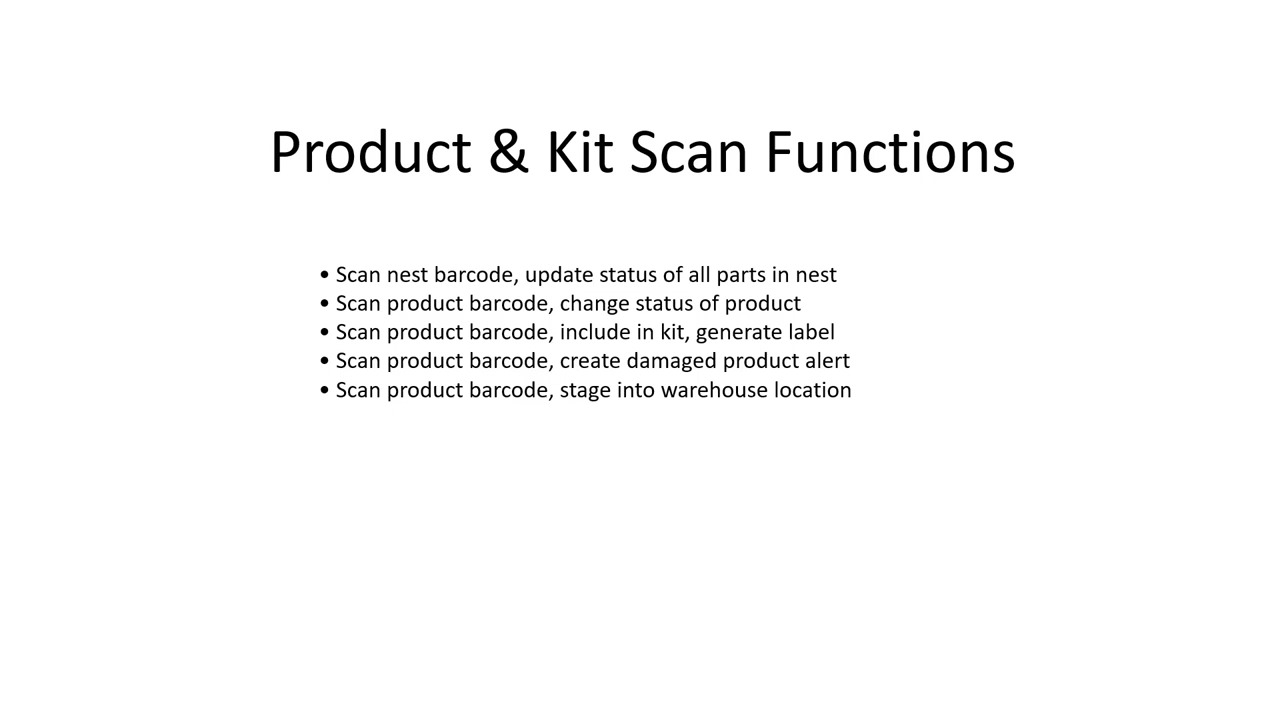 Product & Kit Scan Functions
• Scan nest barcode, update status of all parts in nest
• Scan product barcode, change status of product
• Scan product barcode, include in kit, generate label
• Scan product barcode, create damaged product alert
• Scan product barcode, stage into warehouse location